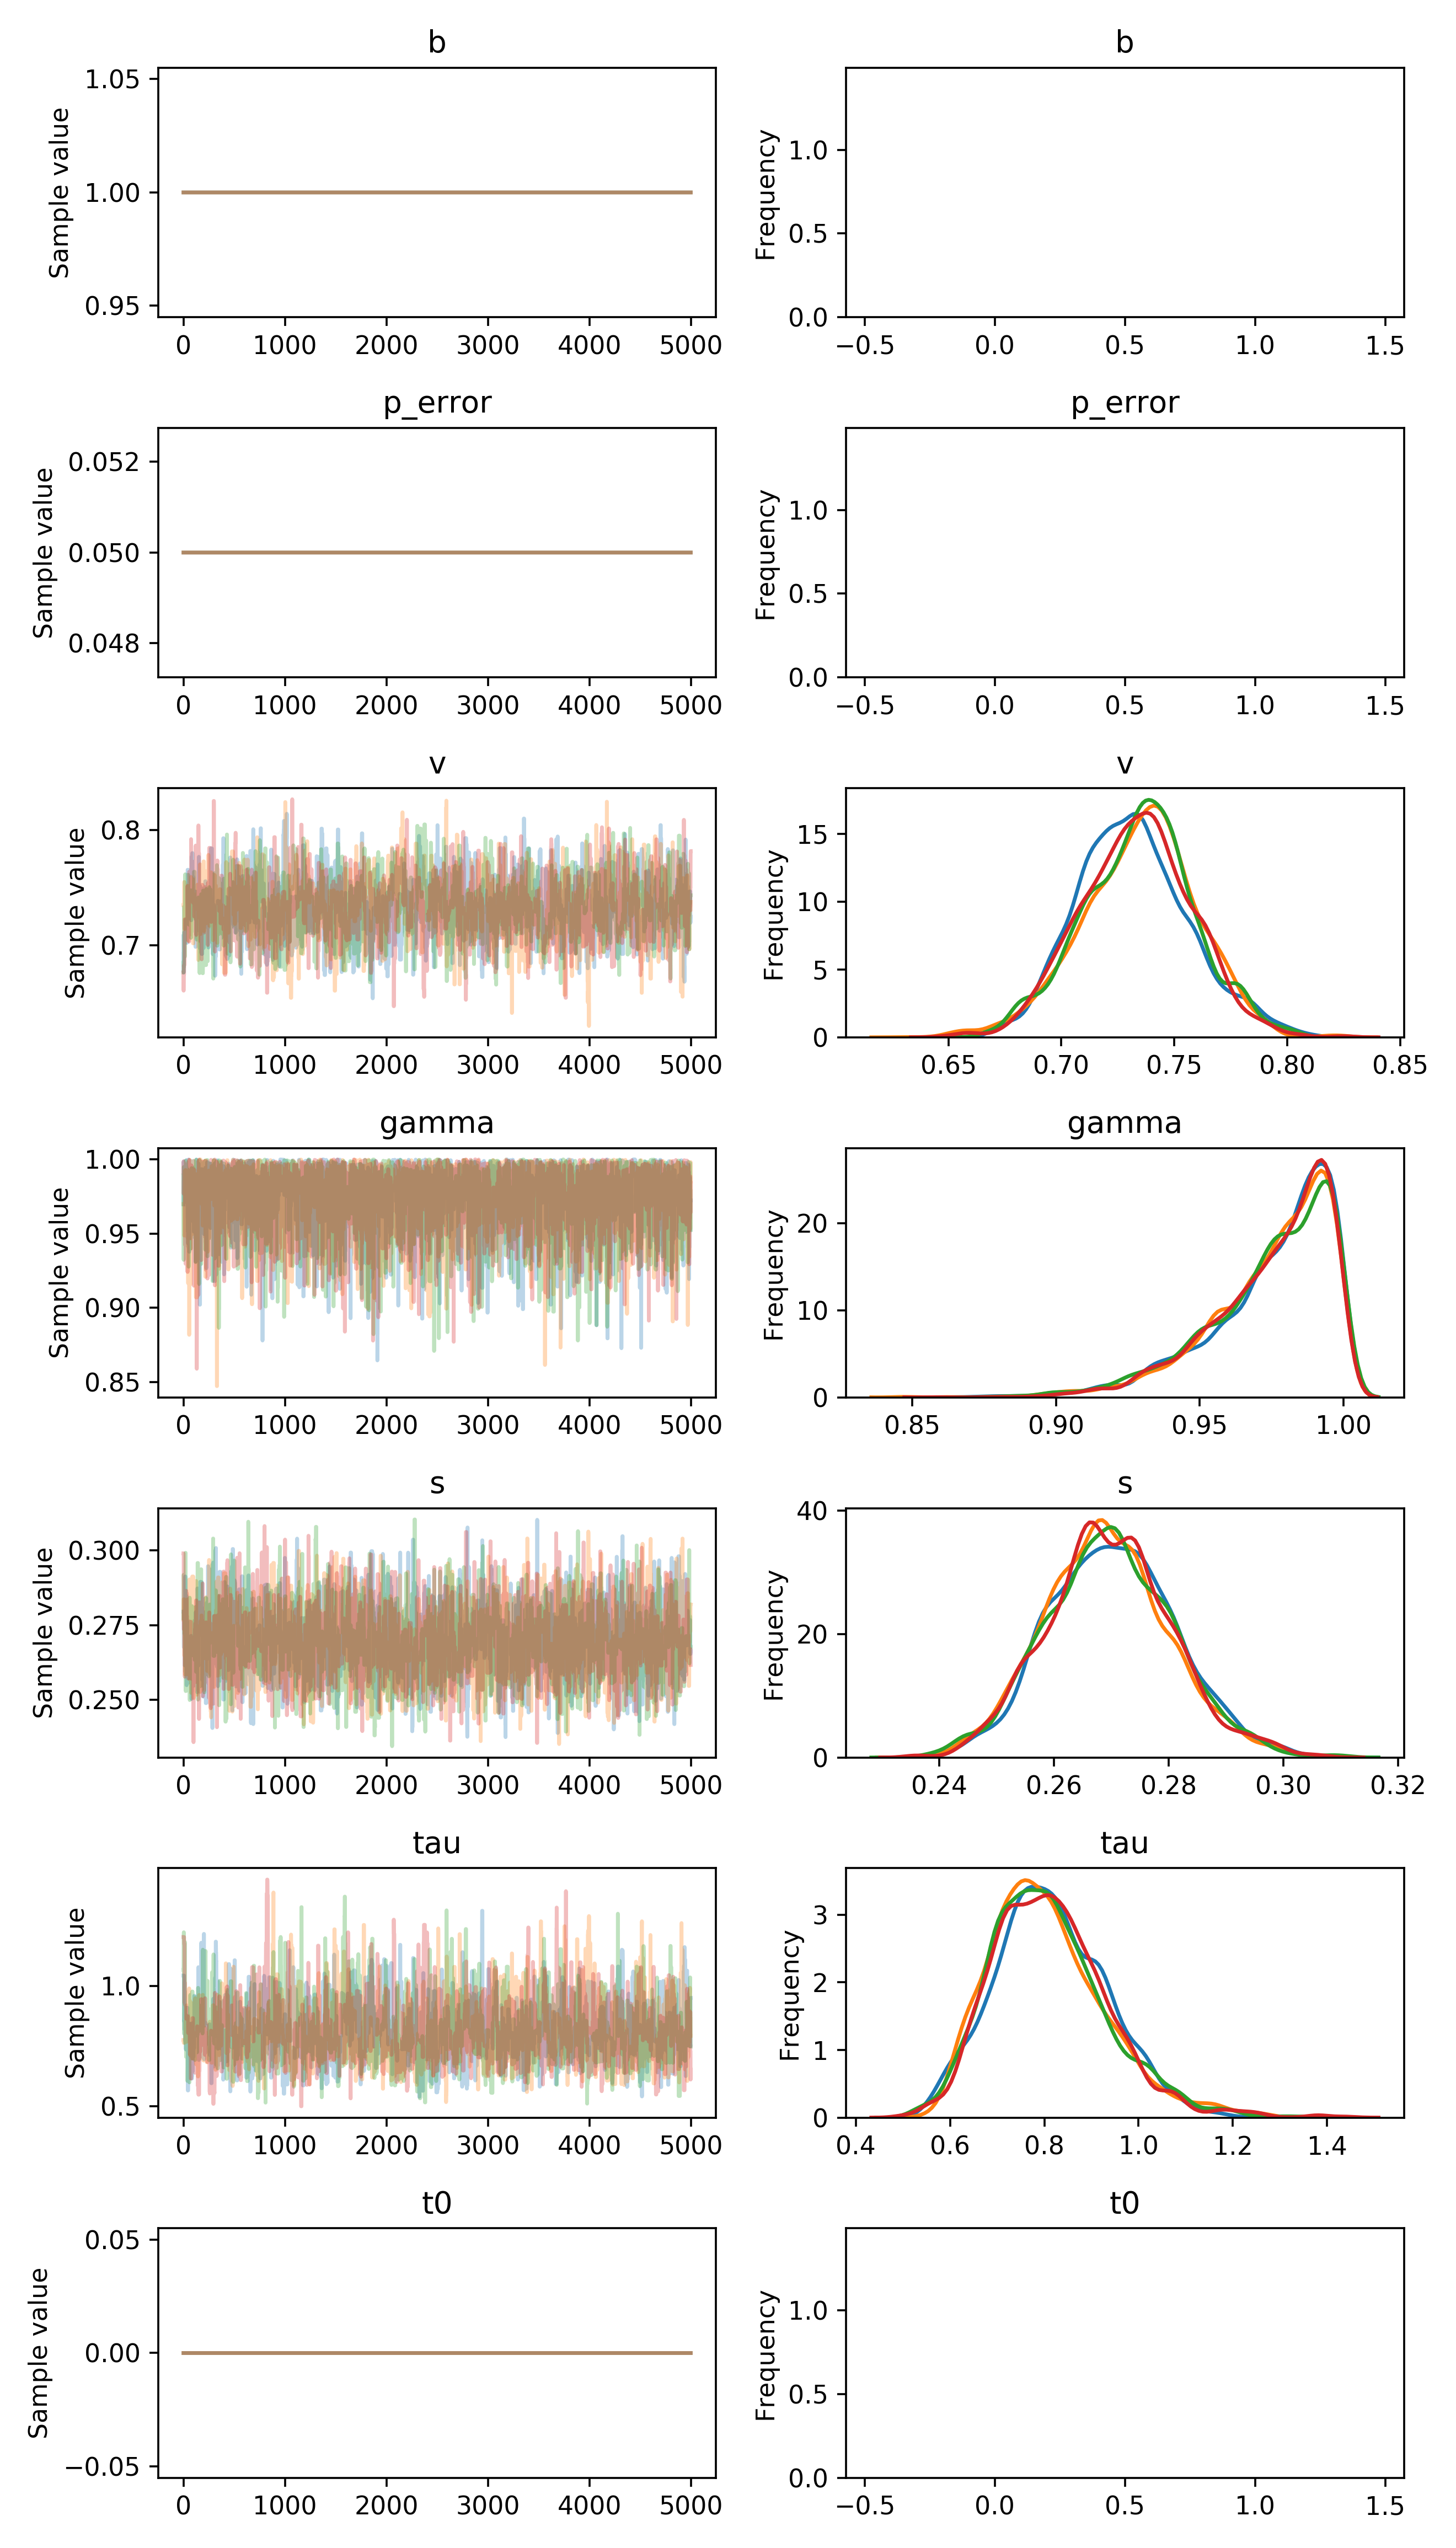 b
b
1.05
1.00
0.95
Sample value
0 1000 2000 3000 4000 5000
1.0
0.5
0.0
Frequency
−0.5 0.0 0.5 1.0 1.5
p_error
p_error
0.052
0.050
0.048
Sample value
0 1000 2000 3000 4000 5000
1.0
0.5
0.0
Frequency
−0.5 0.0 0.5 1.0 1.5
v
v
0.8
0.7
Sample value
0 1000 2000 3000 4000 5000
15
10
5
0
Frequency
0.65 0.70 0.75 0.80 0.85
gamma
gamma
1.00
0.95
0.90
0.85
Sample value
0 1000 2000 3000 4000 5000
20
10
0
Frequency
0.85 0.90 0.95 1.00
s
s
0.300
0.275
0.250
Sample value
0 1000 2000 3000 4000 5000
40
20
0
Frequency
0.24 0.26 0.28 0.30 0.32
tau
tau
1.0
0.5
Sample value
0 1000 2000 3000 4000 5000
3
2
1
0
Frequency
0.4 0.6 0.8 1.0 1.2 1.4
t0
t0
0.05
0.00
−0.05
Sample value
0 1000 2000 3000 4000 5000
1.0
0.5
0.0
Frequency
−0.5 0.0 0.5 1.0 1.5